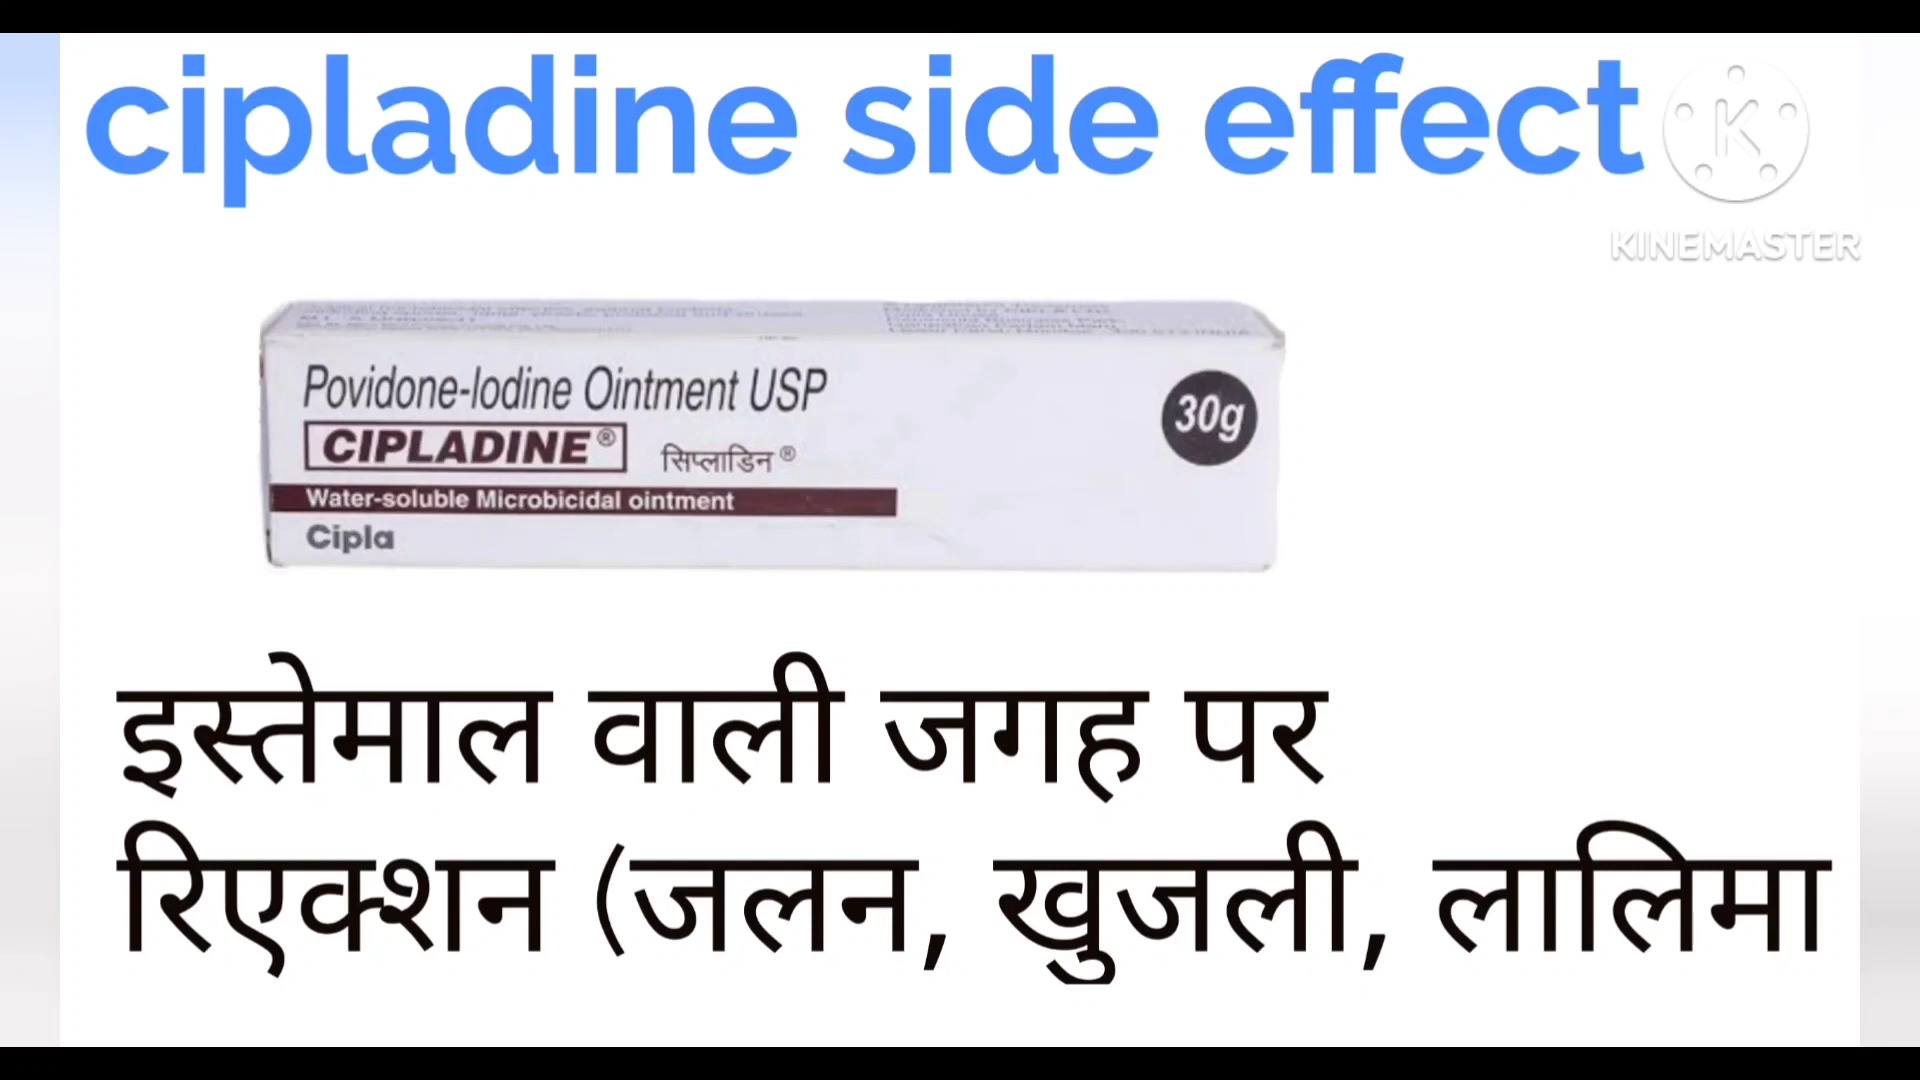 cipladine side effect
KINEMASTER
Povidone-Iodine Ointment USP
30g
CIPLADINE®
सिप्लाडिन®
Water-soluble Microbicidal ointment
Cipla
इस्तेमाल वाली जगह पर
रिएक्शन (जलन, खुजली, लालिमा